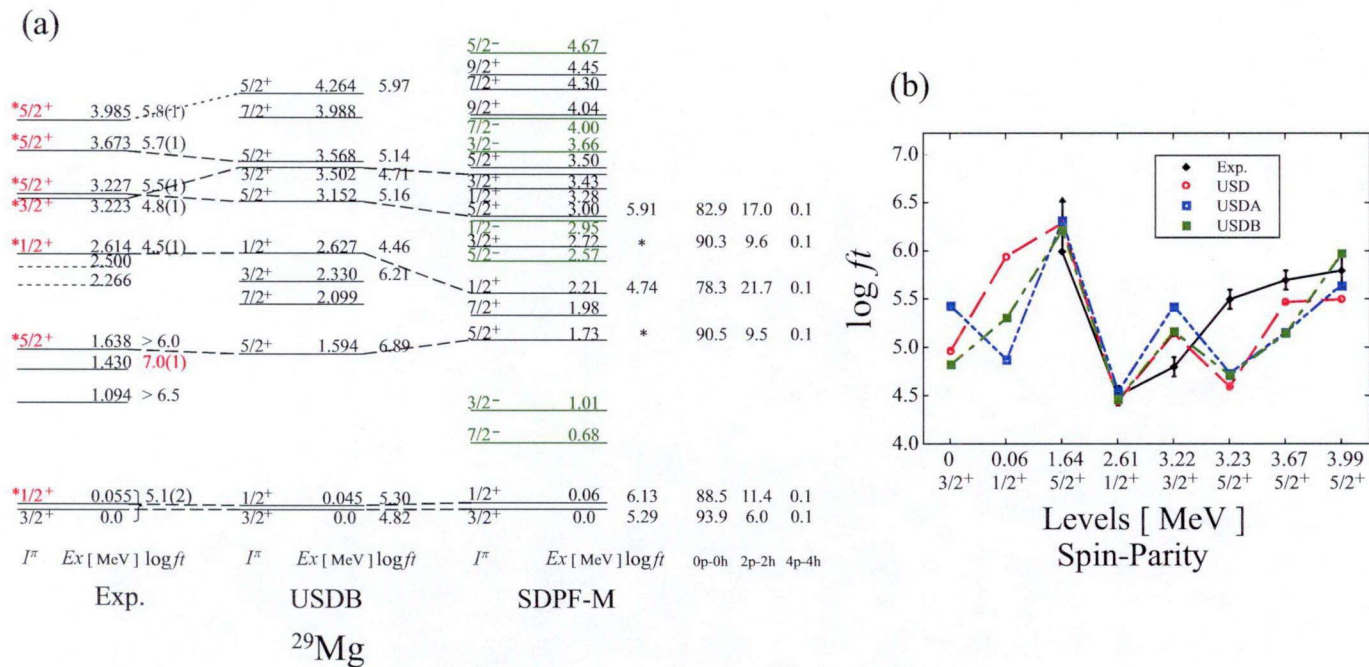 (a)
*5/2⁺ 3.985 5.8(1)
*5/2⁺ 3.673 5.7(1)
*5/2⁺ 3.227 5.5(1)
*3/2⁺ 3.223 4.8(1)
*1/2⁺ 2.614 4.5(1)
2.500
2.266
*5/2⁺ 1.638 > 6.0
1.430 7.0(1)
1.094 > 6.5
*1/2⁺ 0.055 5.1(2)
3/2⁺ 0.0
I^π Ex [ MeV ] log ft
Exp.
5/2⁺ 4.264 5.97
7/2⁺ 3.988
5/2⁺ 3.568 5.14
3/2⁺ 3.502 4.71
5/2⁺ 3.152 5.16
1/2⁺ 2.627 4.46
3/2⁺ 2.330 6.21
7/2⁺ 2.099
5/2⁺ 1.594 6.89
1/2⁺ 0.045 5.30
3/2⁺ 0.0 4.82
I^π Ex [ MeV ] log ft
USDB
5/2⁻ 4.67
9/2⁺ 4.45
7/2⁺ 4.30
9/2⁺ 4.04
7/2⁻ 4.00
3/2⁻ 3.66
5/2⁺ 3.50
3/2⁺ 3.43
1/2⁺ 3.28
5/2⁺ 3.00 5.91 82.9 17.0 0.1
1/2⁻ 2.95
3/2⁺ 2.72 * 90.3 9.6 0.1
5/2⁻ 2.57
1/2⁺ 2.21 4.74 78.3 21.7 0.1
7/2⁺ 1.98
5/2⁺ 1.73 * 90.5 9.5 0.1
3/2⁻ 1.01
7/2⁻ 0.68
1/2⁺ 0.06 6.13 88.5 11.4 0.1
3/2⁺ 0.0 5.29 93.9 6.0 0.1
I^π Ex [ MeV ] log ft 0p-0h 2p-2h 4p-4h
SDPF-M
²⁹Mg
(b)
log ft
7.0
6.5
6.0
5.5
5.0
4.5
4.0
Exp.
USD
USDA
USDB
0 0.06 1.64 2.61 3.22 3.23 3.67 3.99
3/2⁺ 1/2⁺ 5/2⁺ 1/2⁺ 3/2⁺ 5/2⁺ 5/2⁺ 5/2⁺
Levels [ MeV ]
Spin-Parity